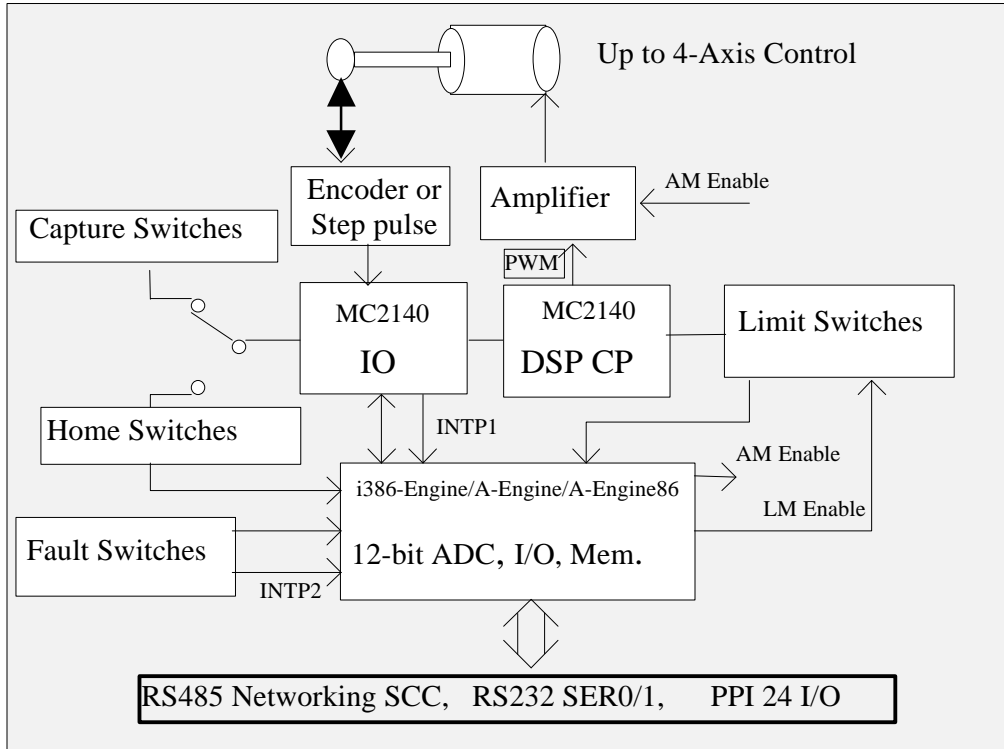 Up to 4-Axis Control
AM Enable
Encoder or
Step pulse
Amplifier
Capture Switches
PWM
MC2140
IO
MC2140
DSP CP
Limit Switches
Home Switches
INTP1
AM Enable
i386-Engine/A-Engine/A-Engine86
LM Enable
Fault Switches
12-bit ADC, I/O, Mem.
INTP2
RS485 Networking SCC, RS232 SER0/1, PPI 24 I/O